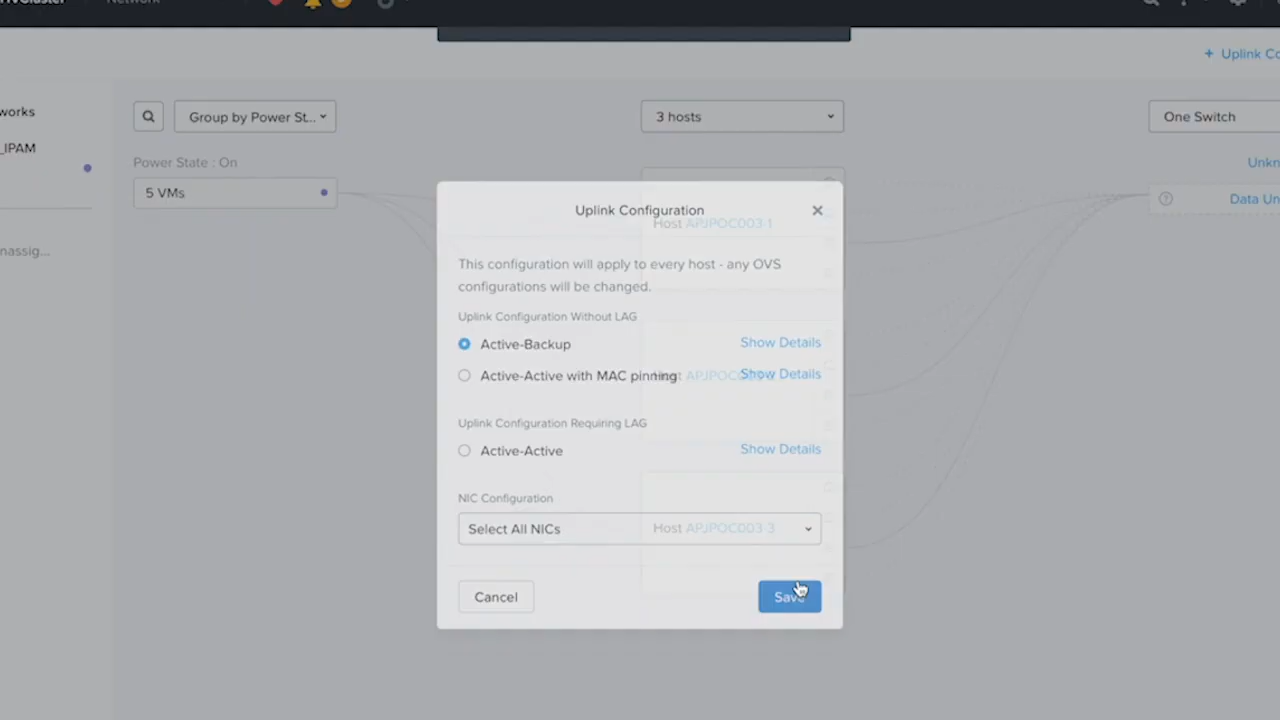 Network
+ Uplink Co
works
Group by Power St...
3 hosts
One Switch
_IPAM
Power State : On
Unkn
5 VMs
Data Un
nassig...
Uplink Configuration
Host APJPOC003-1
This configuration will apply to every host - any OVS
configurations will be changed.
Uplink Configuration Without LAG
Active-Backup
Show Details
Active-Active with MAC pinning
Show Details
Uplink Configuration Requiring LAG
Active-Active
Show Details
NIC Configuration
Select All NICs
Host APJPOC003-3
Cancel
Save